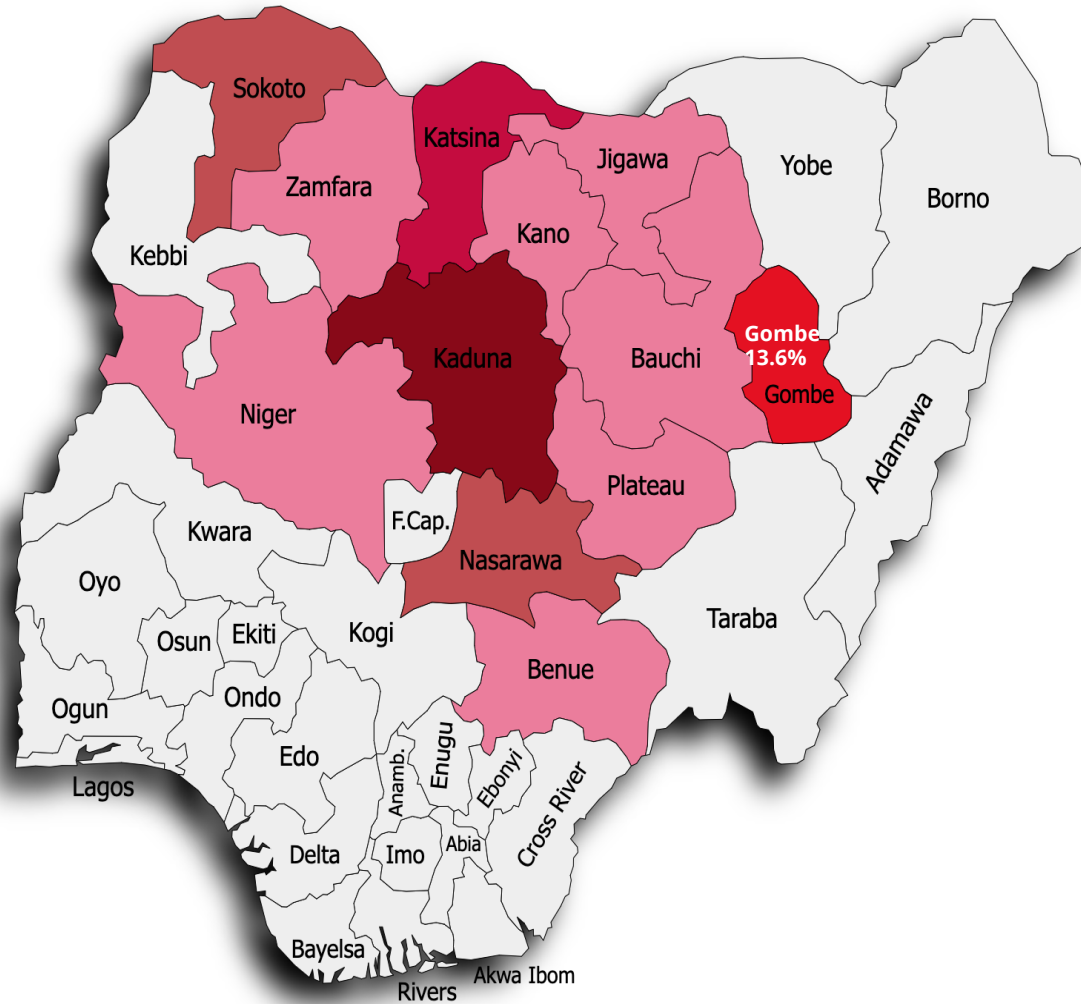 Sokoto
Katsina
Jigawa
Zamfara
Yobe
Borno
Kano
Kebbi
Gombe
13.6%
Kaduna
Bauchi
Gombe
Niger
Adamawa
Plateau
F.Cap.
Kwara
Nasarawa
Oyo
Taraba
Osun
Ekiti
Kogi
Benue
Ondo
Ogun
Edo
Enugu
Anamb.
Ebonyi
Lagos
Cross River
Delta
Imo
Abia
Bayelsa
Akwa Ibom
Rivers